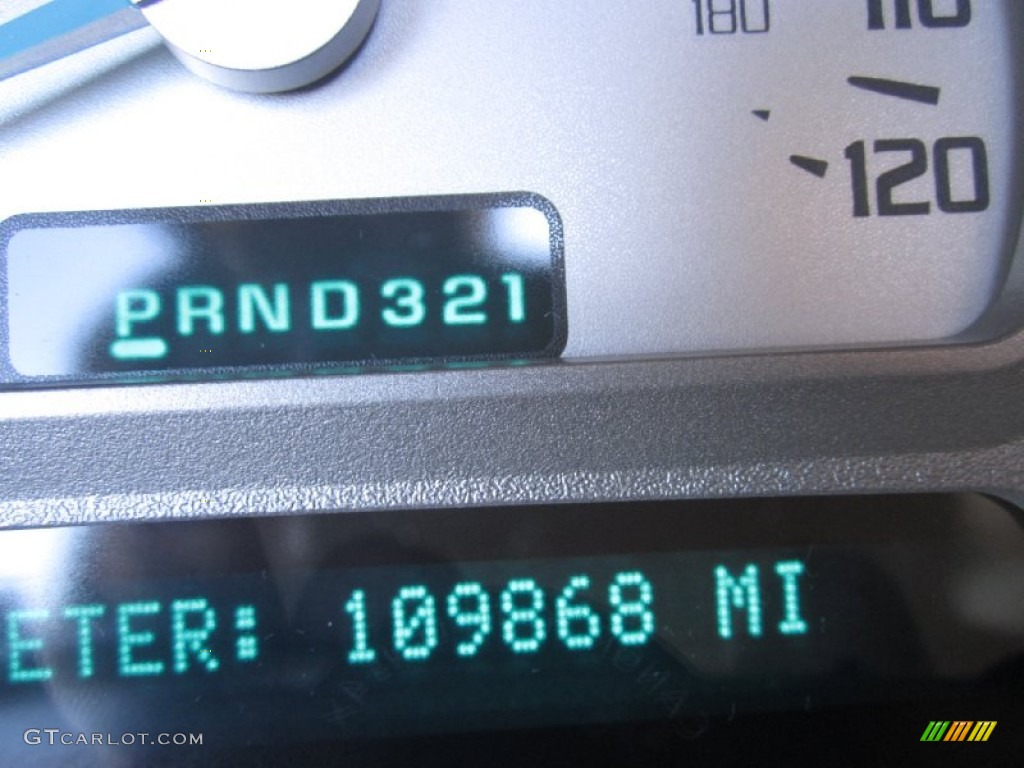 180 110
120
PRND321
ETER: 109868 MI
GTCARLOT.COM